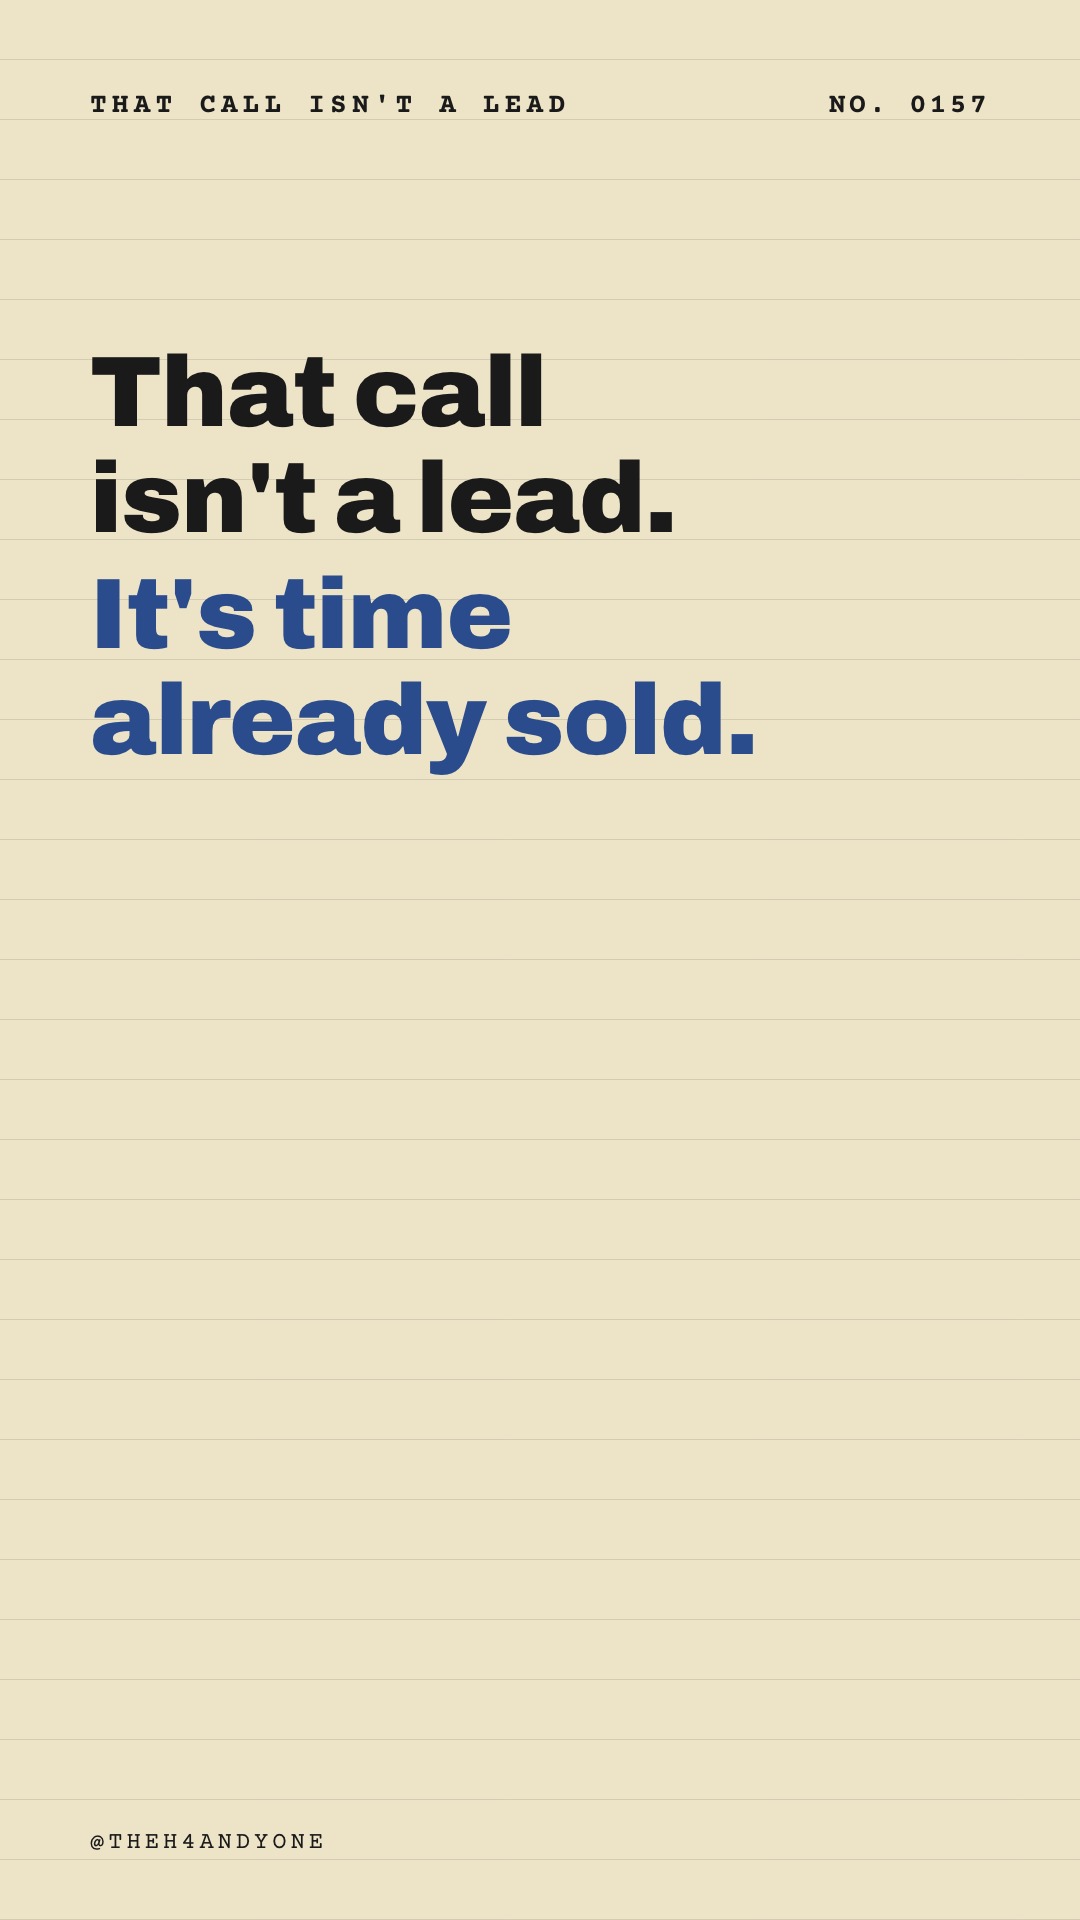 THAT CALL ISN'T A LEAD
NO. 0157
That call
isn't a lead.
It's time
already sold.
@THEH4ANDYONE